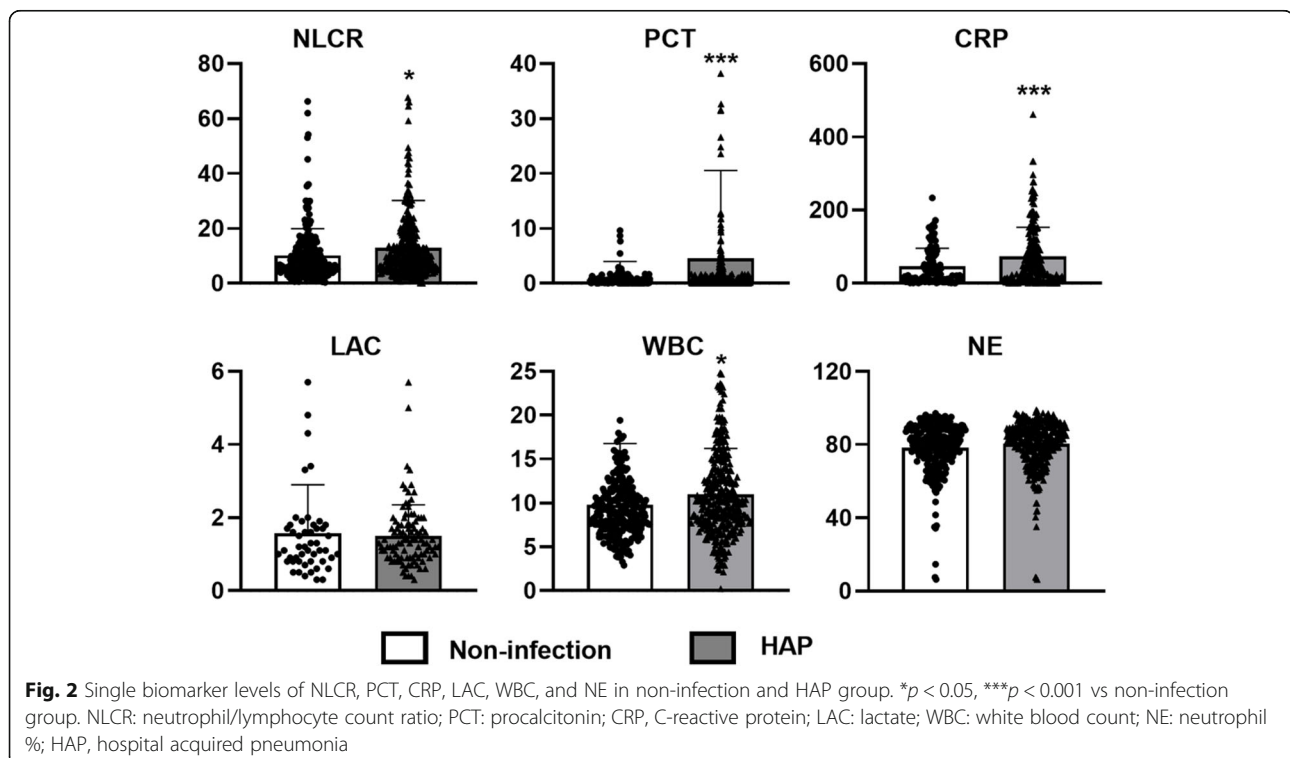 NLCR PCT CRP
80 40 600
* *** ***
60 30
400
40 20
200
20 10
0 0 0
LAC WBC NE
6 25 120
*
20
4 80
15
10
2 40
5
0 0 0
Non-infection HAP
Fig. 2 Single biomarker levels of NLCR, PCT, CRP, LAC, WBC, and NE in non-infection and HAP group. *p < 0.05, ***p < 0.001 vs non-infection
group. NLCR: neutrophil/lymphocyte count ratio; PCT: procalcitonin; CRP, C-reactive protein; LAC: lactate; WBC: white blood count; NE: neutrophil
%; HAP, hospital acquired pneumonia